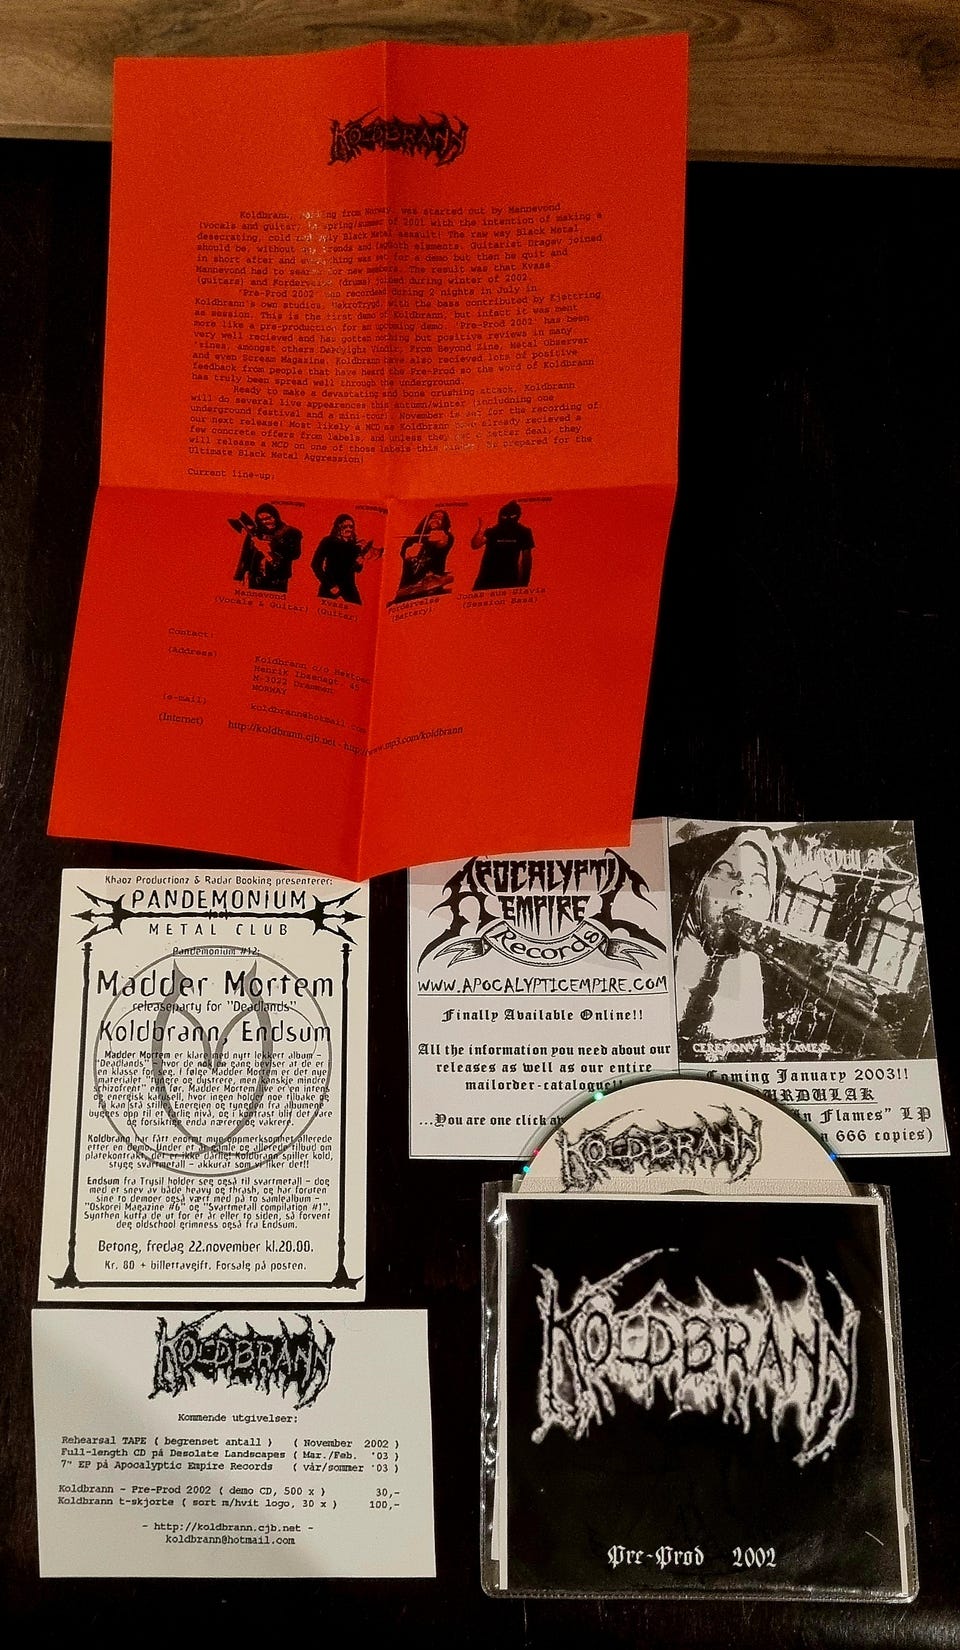 KOLDBRANN
Koldbrann, from Norway, was started out by Mannevond
(vocals and guitar) in spring/summer of 2001 with the intention of making a
desecrating, cold and ugly Black Metal assault! The raw way Black Metal
should be, without any trends and smooth elements. Guitarist Dragev joined
in short after and everything was set for a demo but then he quit and
Mannevond had to search for new members. The result was that Kvass
(guitars) and Fordervelse (drums) joined during winter of 2002.
'Pre-Prod 2002' was recorded during 2 nights in July in
Koldbrann's own studios, NekroTrygd, with the bass contributed by Kjettring
as session. This is the first demo of Koldbrann, but infact it was ment
more like a pre-production for an upcoming demo. 'Pre-Prod 2002' has been
very well recieved and has gotten nothing but positive reviews in many
'zines, amongst others From Beyond Zine, Metal Observer
and even Scream Magazine. Koldbrann have also recieved lots of positive
feedback from people that have heard the Pre-Prod so the word of Koldbrann
has truly been spread well through the underground.
Ready to make a devastating and bone crushing attack, Koldbrann
will do several live appearences this autumn/winter (includning one
underground festival and a mini-tour). November is set for the recording of
our next release! Most likely a MCD as Koldbrann have already recieved a
few concrete offers from labels, and unless they get a better deal, they
will release a MCD on one of those labels this winter. Be prepared for the
Ultimate Black Metal Aggression!
Current line-up:
Mannevond
(Vocals & Guitar)
Kvass
(Guitar)
Fordervelse
(Battery)
Jonas aus Slavia
(Session Bass)
Contact:
(address)
Koldbrann c/o
Henrik Ibsensgt. 45
N-3022 Drammen
NORWAY
(e-mail)
koldbrann@hotmail.com
(Internet)
http://koldbrann.cjb.net - http://www.mp3.com/koldbrann
Khaoz Productionz & Radar Booking presenterer:
PANDEMONIUM
METAL CLUB
Pandemonium #12:
Madder Mortem
releaseparty for "Deadlands"
Koldbrann, Endsum
Madder Mortem er klare med nytt lekkert album -
"Deadlands" - hvor de nok en gang beviser at de er
en klasse for seg. I følge Madder Mortem er det nye
materialet "tyngre og dystrere, men kanskje mindre
schizofrent" enn før. Madder Mortem live er en intens
og energisk karusell, hvor ingen holder noe tilbake og
få kan stå stille. Energien og tyngden fra albumene
bygges opp til et farlig nivå, og i kontrast blir det vare
og forsiktige enda nærere og vakrere.
Koldbrann har fått enorm mye oppmerksomhet allerede
etter en demo. Under et år gamle og allerede tilbud om
platekontrakt, det er ikke dårlig! Koldbrann spiller kold,
stygg svartmetall - akkurat som vi liker det!!
Endsum fra Trysil holder seg også til svartmetall - dog
med et snev av både heavy og thrash, og har foruten
sine to demoer også vært med på to samlealbum -
"Oskorei Magazine #6" og "Svartmetall compilation #1".
Synthen kutta de ut for et år eller to siden, så forvent
deg oldschool grimness også fra Endsum.
Betong, fredag 22.november kl.20.00.
Kr. 80 + billettavgift. Forsalg på posten.
APOCALYPTIC
EMPIRE
Records
WWW.APOCALYPTICEMPIRE.COM
Finally Available Online!!
All the information you need about our
releases as well as our entire
mailorder-catalogue!!
...You are one click
MURDULAK
CEREMONY IN FLAMES
Coming January 2003!!
MURDULAK
In Flames" LP
666 copies)
KOLDBRANN
KOLDBRANN
Pre-Prod 2002
KOLDBRANN
Kommende utgivelser:
Rehearsal TAPE ( begrenset antall ) ( November 2002 )
Full-length CD på Desolate Landscapes ( Mar./Feb. '03 )
7" EP på Apocalyptic Empire Records ( vår/sommer '03 )
Koldbrann - Pre-Prod 2002 ( demo CD, 500 x ) 30,-
Koldbrann t-skjorte ( sort m/hvit logo, 30 x ) 100,-
- http://koldbrann.cjb.net -
koldbrann@hotmail.com